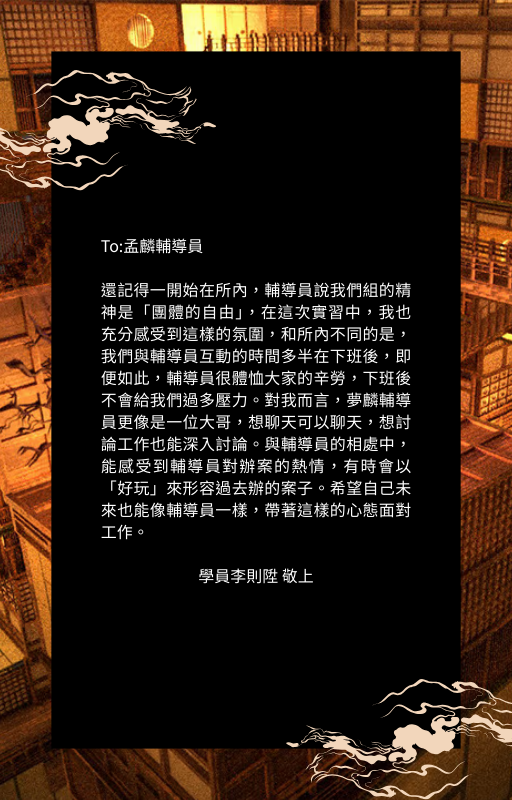 To:孟麟輔導員
還記得一開始在所內，輔導員說我們組的精
神是「團體的自由」，在這次實習中，我也
充分感受到這樣的氛圍，和所內不同的是，
我們與輔導員互動的時間多半在下班後，即
便如此，輔導員很體恤大家的辛勞，下班後
不會給我們過多壓力。對我而言，夢麟輔導
員更像是一位大哥，想聊天可以聊天，想討
論工作也能深入討論。與輔導員的相處中，
能感受到輔導員對辦案的熱情，有時會以
「好玩」來形容過去辦的案子。希望自己未
來也能像輔導員一樣，帶著這樣的心態面對
工作。
學員李則陞 敬上